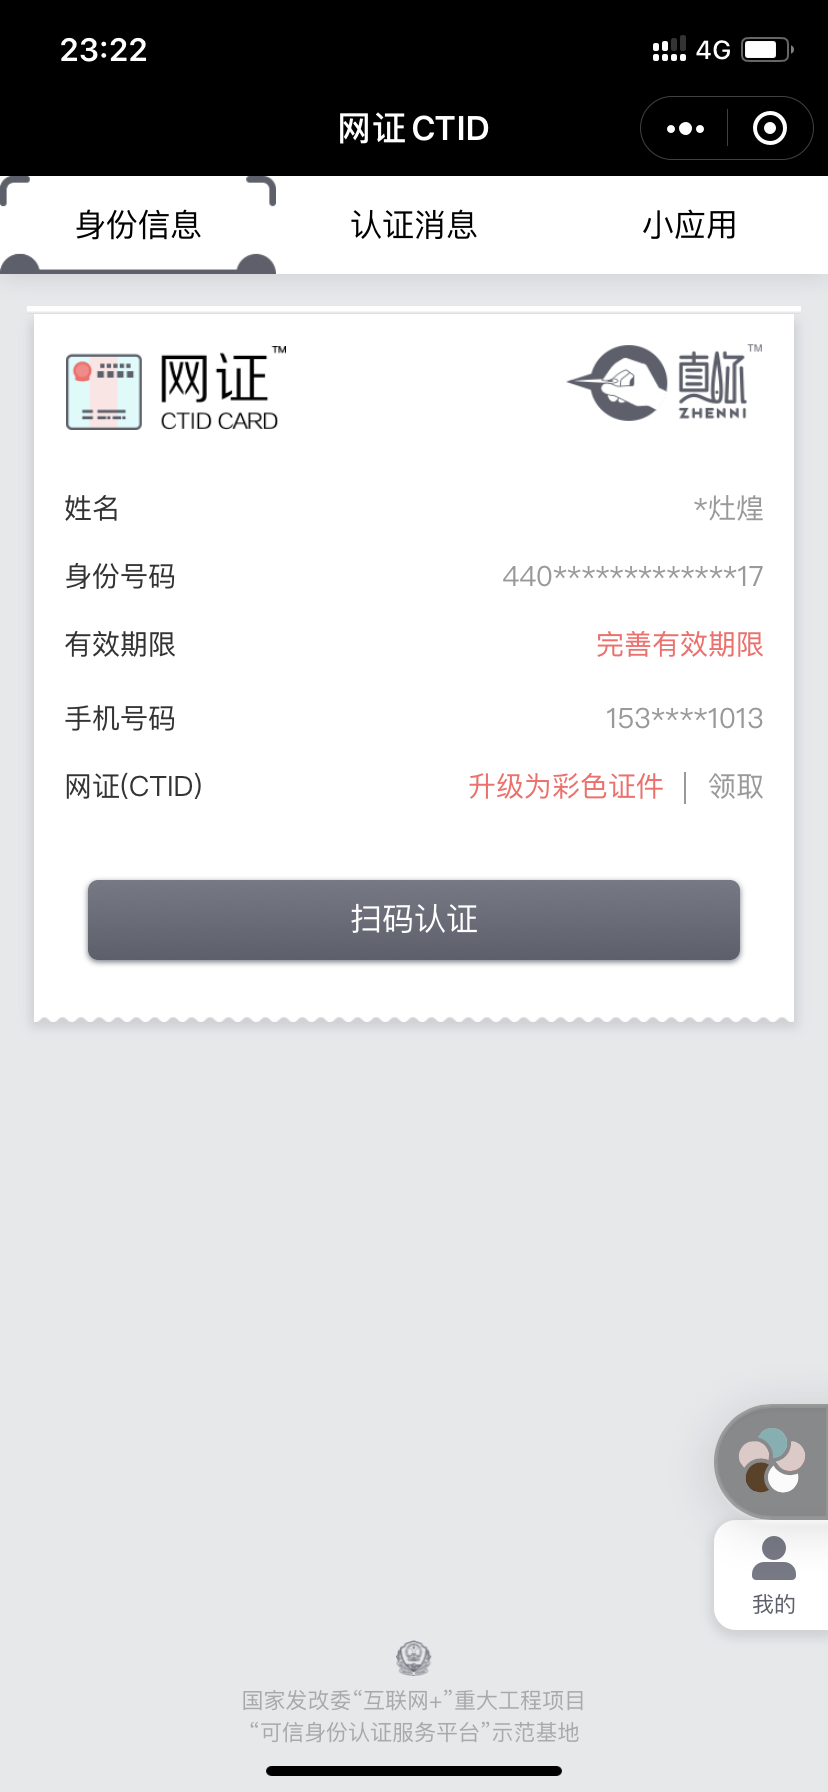 23:22
4G
网证CTID
身份信息 认证消息 小应用
网证™
CTID CARD
真你™
ZHENNI
姓名 *灶煌
身份号码 440*************17
有效期限 完善有效期限
手机号码 153****1013
网证(CTID) 升级为彩色证件 | 领取
扫码认证
我的
国家发改委“互联网+”重大工程项目
“可信身份认证服务平台”示范基地